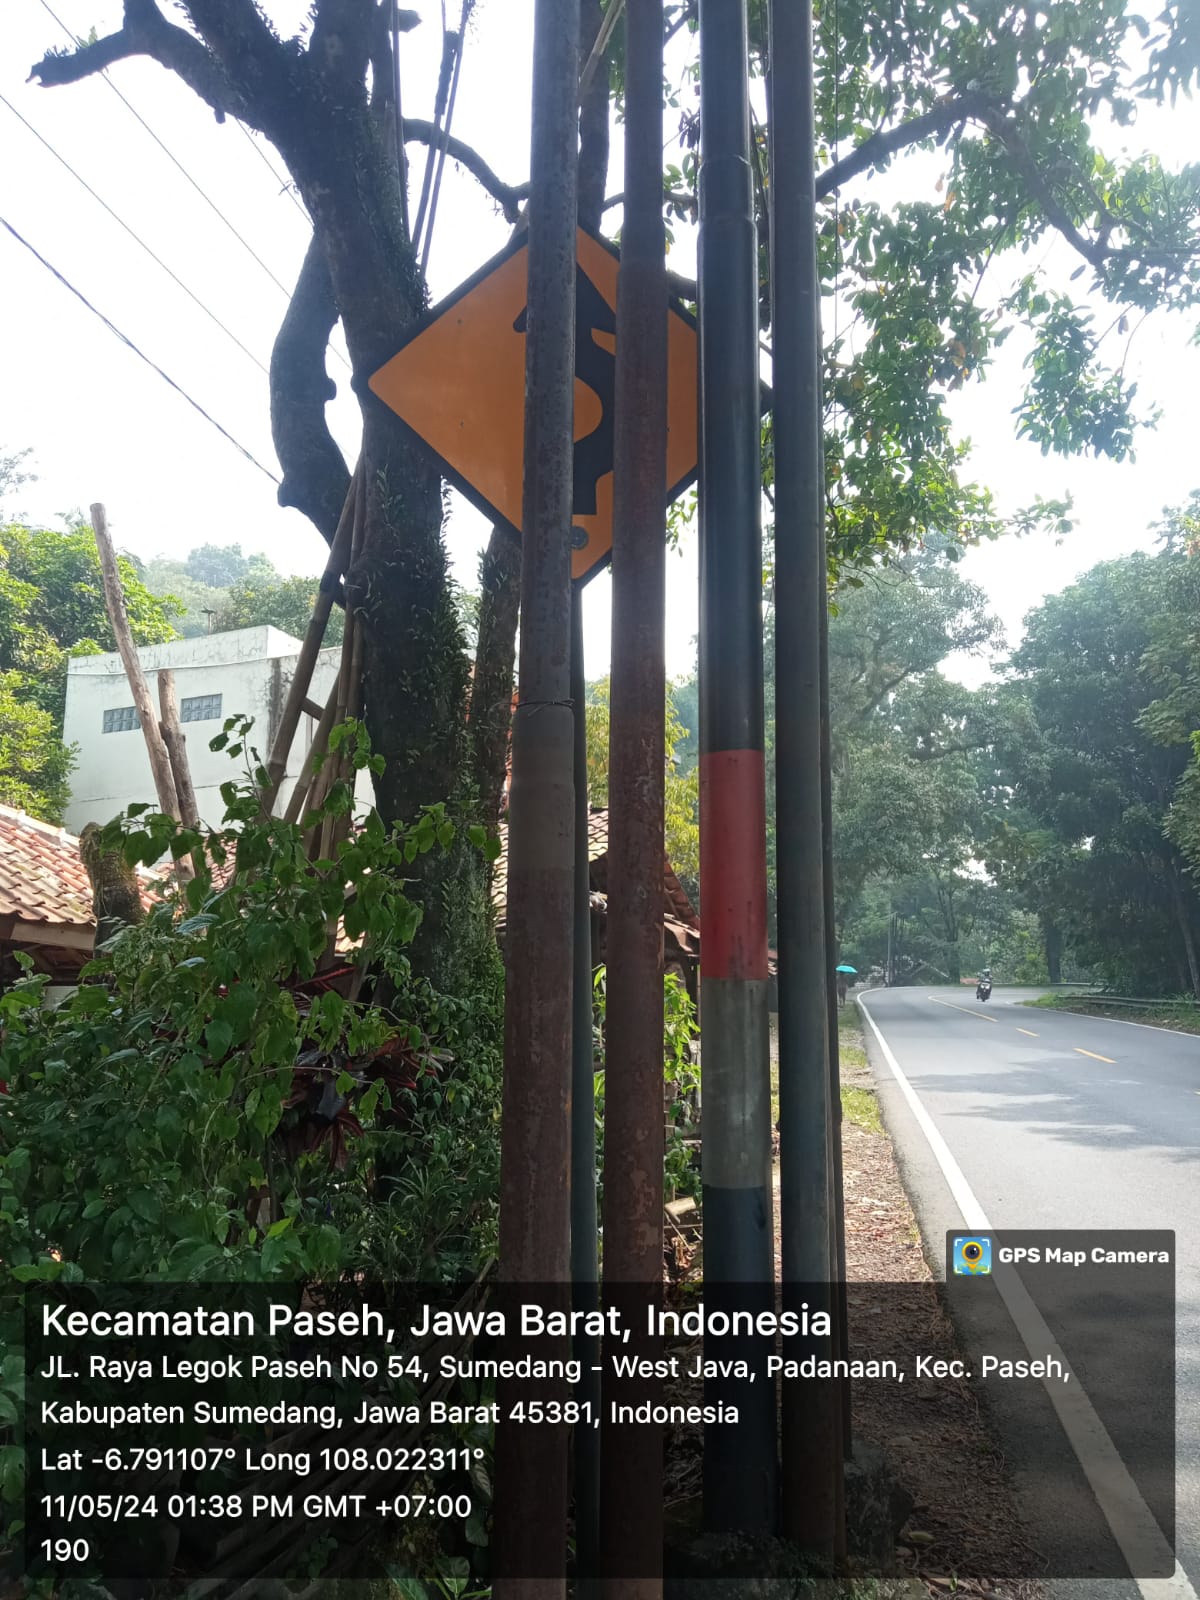 GPS Map Camera
Kecamatan Paseh, Jawa Barat, Indonesia
JL. Raya Legok Paseh No 54, Sumedang - West Java, Padanaan, Kec. Paseh,
Kabupaten Sumedang, Jawa Barat 45381, Indonesia
Lat -6.791107° Long 108.022311°
11/05/24 01:38 PM GMT +07:00
190